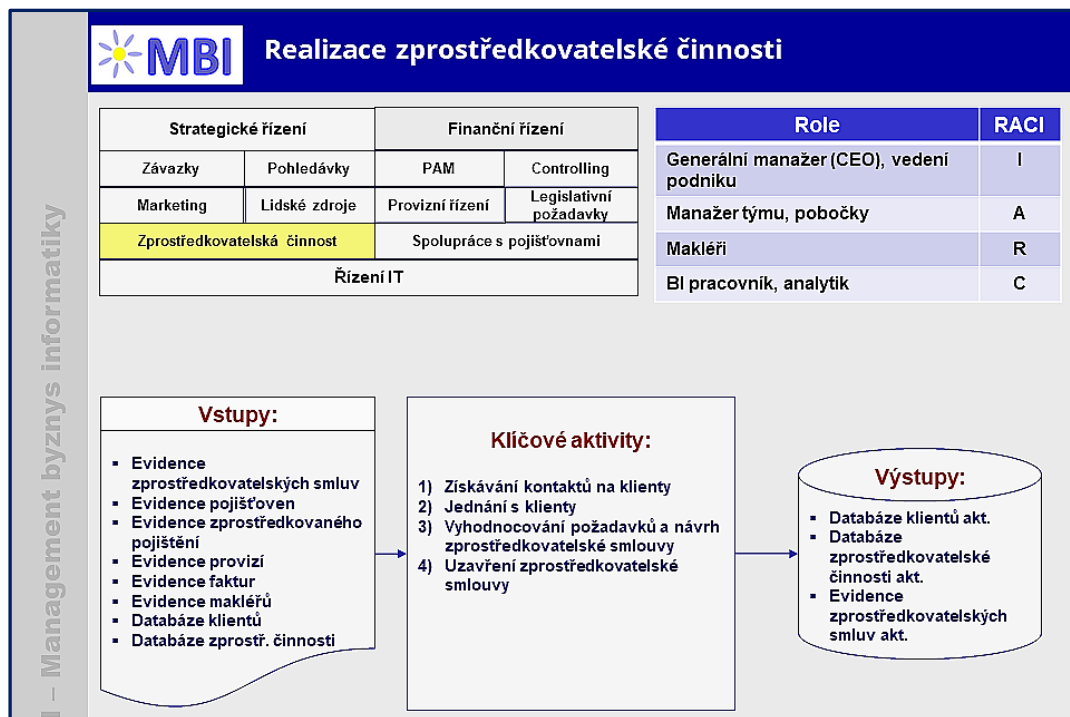 MBI
Realizace zprostředkovatelské činnosti
Strategické řízení
Finanční řízení
Závazky
Pohledávky
PAM
Controlling
Marketing
Lidské zdroje
Provizní řízení
Legislativní
požadavky
Zprostředkovatelská činnost
Spolupráce s pojišťovnami
Řízení IT
Role
RACI
Generální manažer (CEO), vedení
podniku
I
Manažer týmu, pobočky
A
Makléři
R
BI pracovník, analytik
C
– Management byznys informatiky
Vstupy:
▪ Evidence
zprostředkovatelských smluv
▪ Evidence pojišťoven
▪ Evidence zprostředkovaného
pojištění
▪ Evidence provizí
▪ Evidence faktur
▪ Evidence makléřů
▪ Databáze klientů
▪ Databáze zprostř. činnosti
Klíčové aktivity:
1) Získávání kontaktů na klienty
2) Jednání s klienty
3) Vyhodnocování požadavků a návrh
zprostředkovatelské smlouvy
4) Uzavření zprostředkovatelské
smlouvy
Výstupy:
▪ Databáze klientů akt.
▪ Databáze
zprostředkovatelské
činnosti akt.
▪ Evidence
zprostředkovatelských
smluv akt.